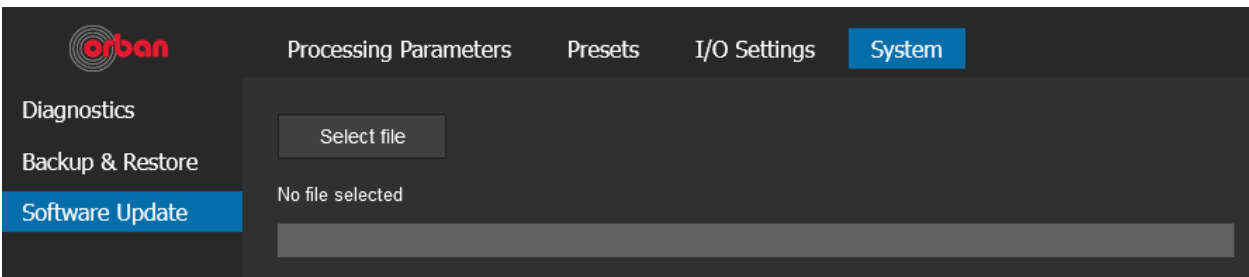 orban
Processing Parameters
Presets
I/O Settings
System
Diagnostics
Backup & Restore
Software Update
Select file
No file selected